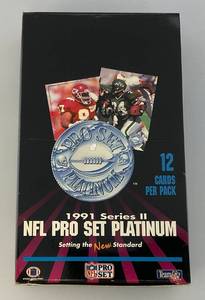 PRO SET
PLATINUM
12
CARDS
PER PACK
1991 Series II
NFL PRO SET PLATINUM
Setting the New Standard
NFL
PRO
SET
Team